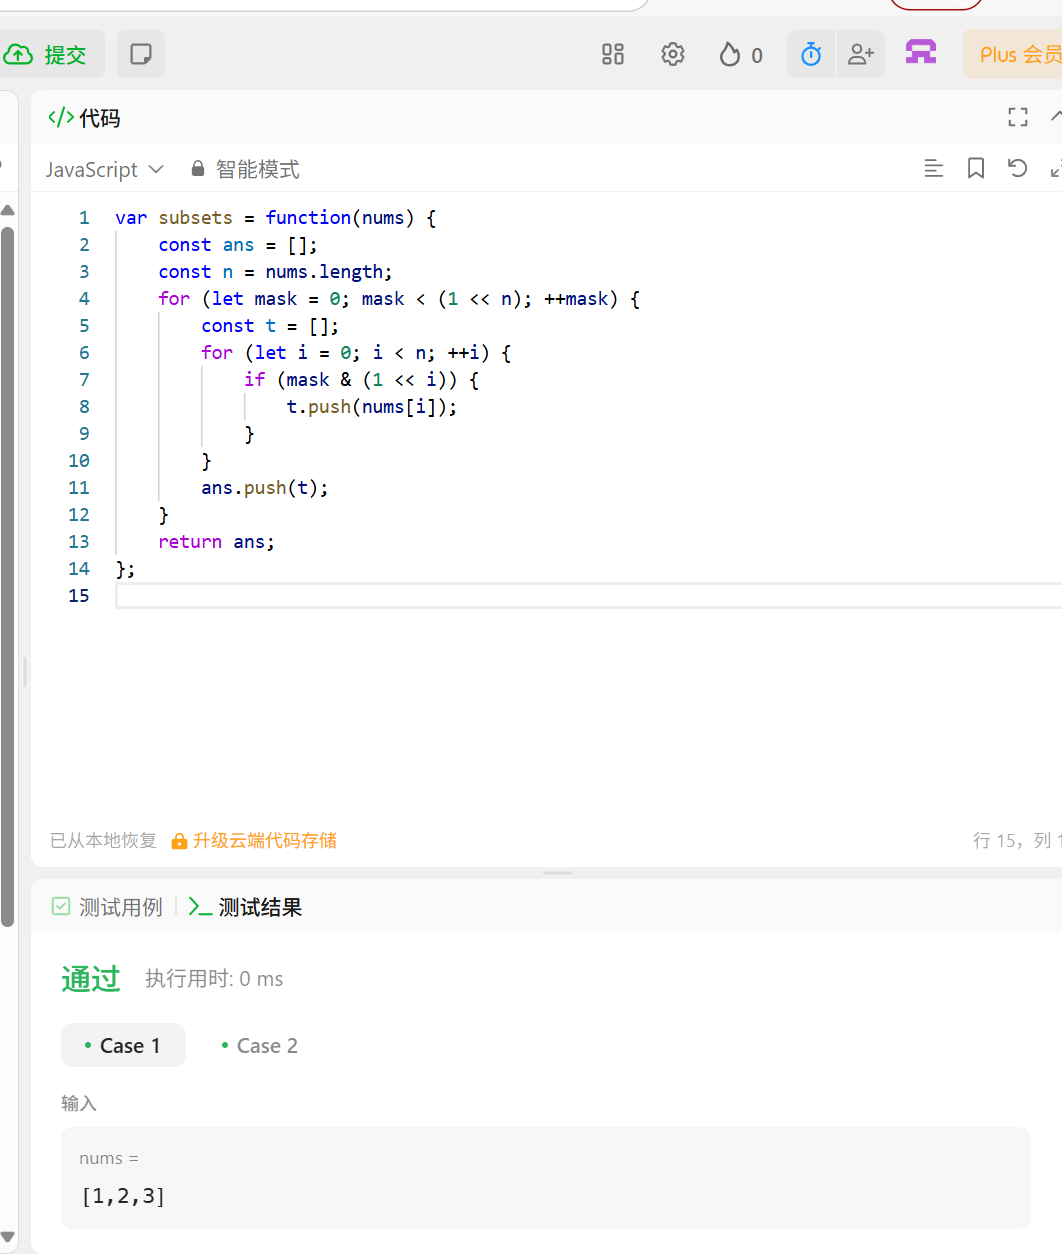 提交
0
Plus 会员
</> 代码
JavaScript
智能模式
1 var subsets = function(nums) {
2     const ans = [];
3     const n = nums.length;
4     for (let mask = 0; mask < (1 << n); ++mask) {
5         const t = [];
6         for (let i = 0; i < n; ++i) {
7             if (mask & (1 << i)) {
8                 t.push(nums[i]);
9             }
10         }
11         ans.push(t);
12     }
13     return ans;
14 };
15
已从本地恢复 升级云端代码存储 行 15，列 1
测试用例 | >_ 测试结果
通过 执行用时: 0 ms
• Case 1 • Case 2
输入
nums =
[1,2,3]